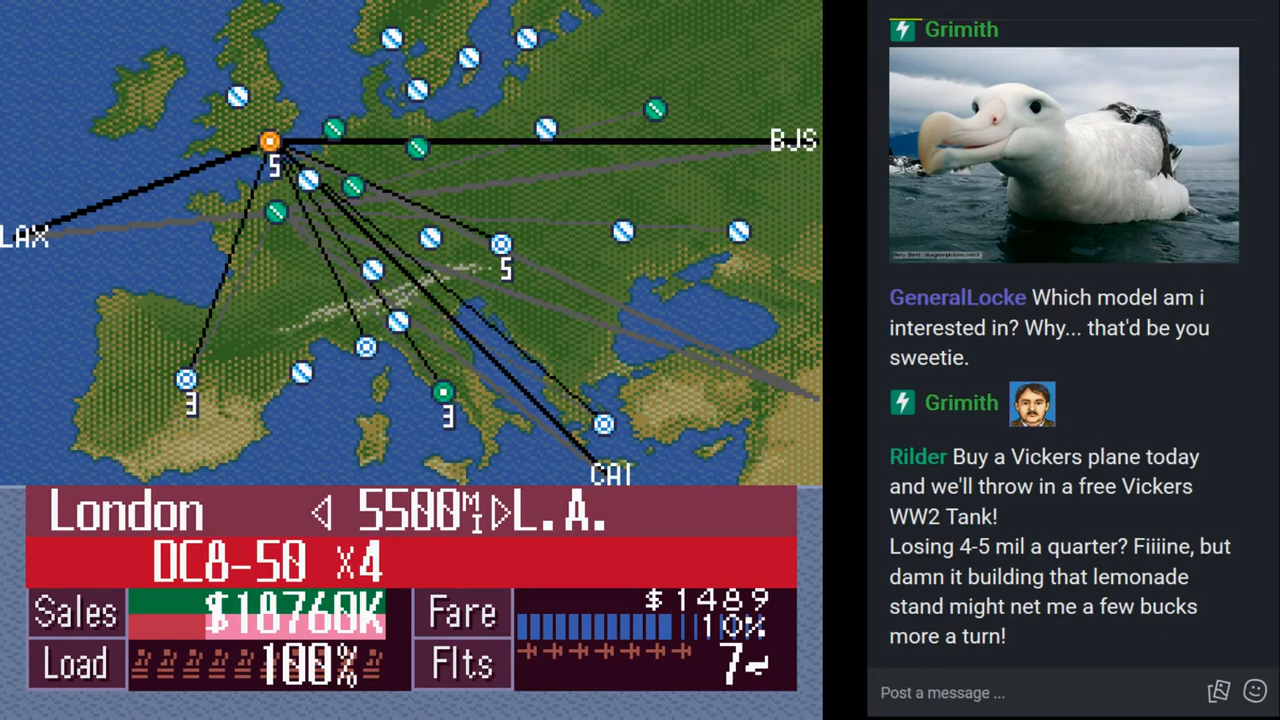 LAX
BJS
CAI
5
5
3
3
London ◁ 5500MI ▷ L.A.
DC8-50 x4
Sales $18760K Fare $1489
10%
Load 100% Flts 7
Grimith
GeneralLocke Which model am i
interested in? Why... that'd be you
sweetie.
Grimith
Rilder Buy a Vickers plane today
and we'll throw in a free Vickers
WW2 Tank!
Losing 4-5 mil a quarter? Fiiiine, but
damn it building that lemonade
stand might net me a few bucks
more a turn!
Post a message ...